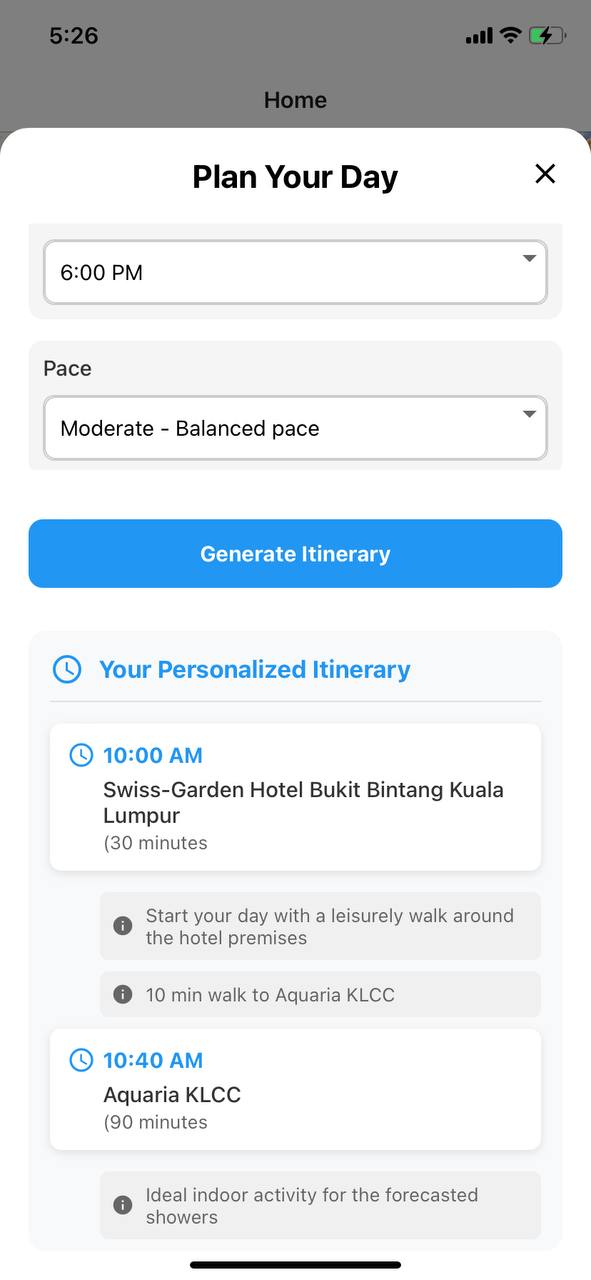 5:26
Home
Plan Your Day
6:00 PM
Pace
Moderate - Balanced pace
Generate Itinerary
Your Personalized Itinerary
10:00 AM
Swiss-Garden Hotel Bukit Bintang Kuala
Lumpur
(30 minutes
Start your day with a leisurely walk around
the hotel premises
10 min walk to Aquaria KLCC
10:40 AM
Aquaria KLCC
(90 minutes
Ideal indoor activity for the forecasted
showers